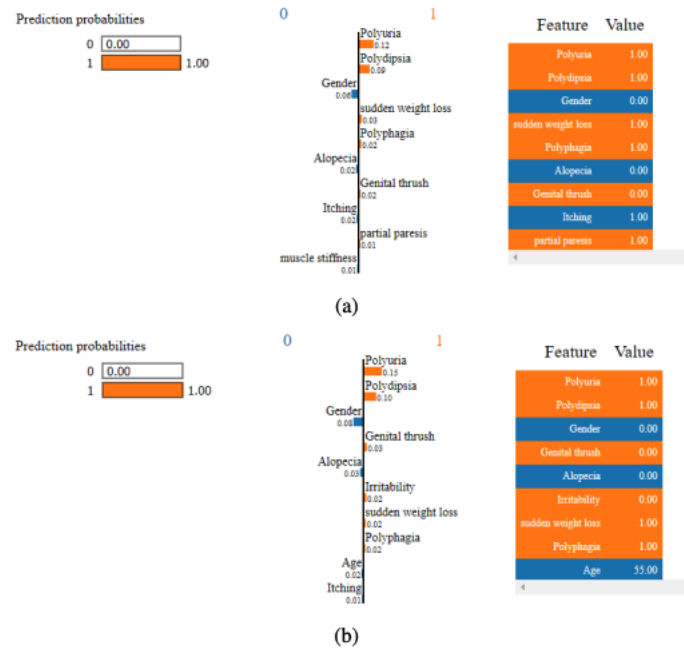 Prediction probabilities
0 0.00
1 1.00
0 1
Polyuria
0.12
Polydipsia
0.09
Gender
0.06
sudden weight loss
0.03
Polyphagia
0.02
Alopecia
0.02
Genital thrush
0.02
Itching
0.02
partial paresis
0.01
muscle stiffness
0.01
Feature Value
Polyuria 1.00
Polydipsia 1.00
Gender 0.00
sudden weight loss 1.00
Polyphagia 1.00
Alopecia 0.00
Genital thrush 0.00
Itching 1.00
partial paresis 1.00
(a)
Prediction probabilities
0 0.00
1 1.00
0 1
Polyuria
0.15
Polydipsia
0.10
Gender
0.08
Genital thrush
0.03
Alopecia
0.03
Irritability
0.02
sudden weight loss
0.02
Polyphagia
0.02
Age
0.02
Itching
0.01
Feature Value
Polyuria 1.00
Polydipsia 1.00
Gender 0.00
Genital thrush 0.00
Alopecia 0.00
Irritability 0.00
sudden weight loss 1.00
Polyphagia 1.00
Age 55.00
(b)